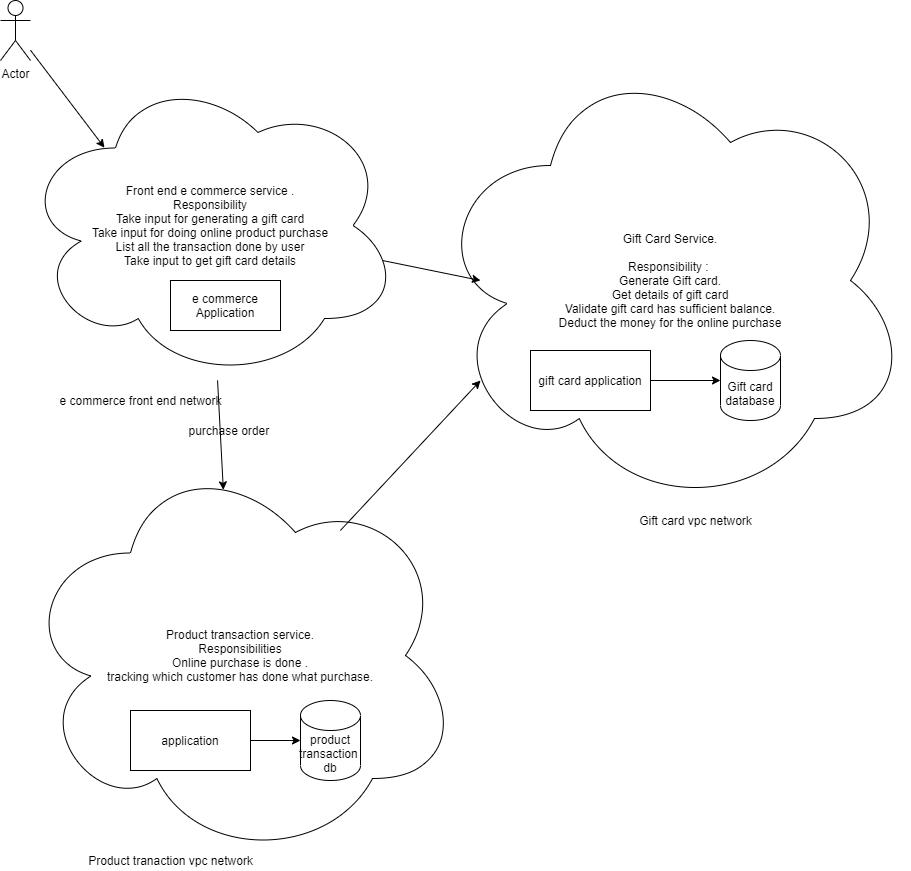 Actor
Front end e commerce service .
Responsibility
Take input for generating a gift card
Take input for doing online product purchase
List all the transaction done by user
Take input to get gift card details
e commerce
Application
Gift Card Service.
Responsibility :
Generate Gift card.
Get details of gift card
Validate gift card has sufficient balance.
Deduct the money for the online purchase
gift card application
Gift card
database
e commerce front end network
purchase order
Gift card vpc network
Product transaction service.
Responsibilities
Online purchase is done .
tracking which customer has done what purchase.
application
product
transaction
db
Product tranaction vpc network